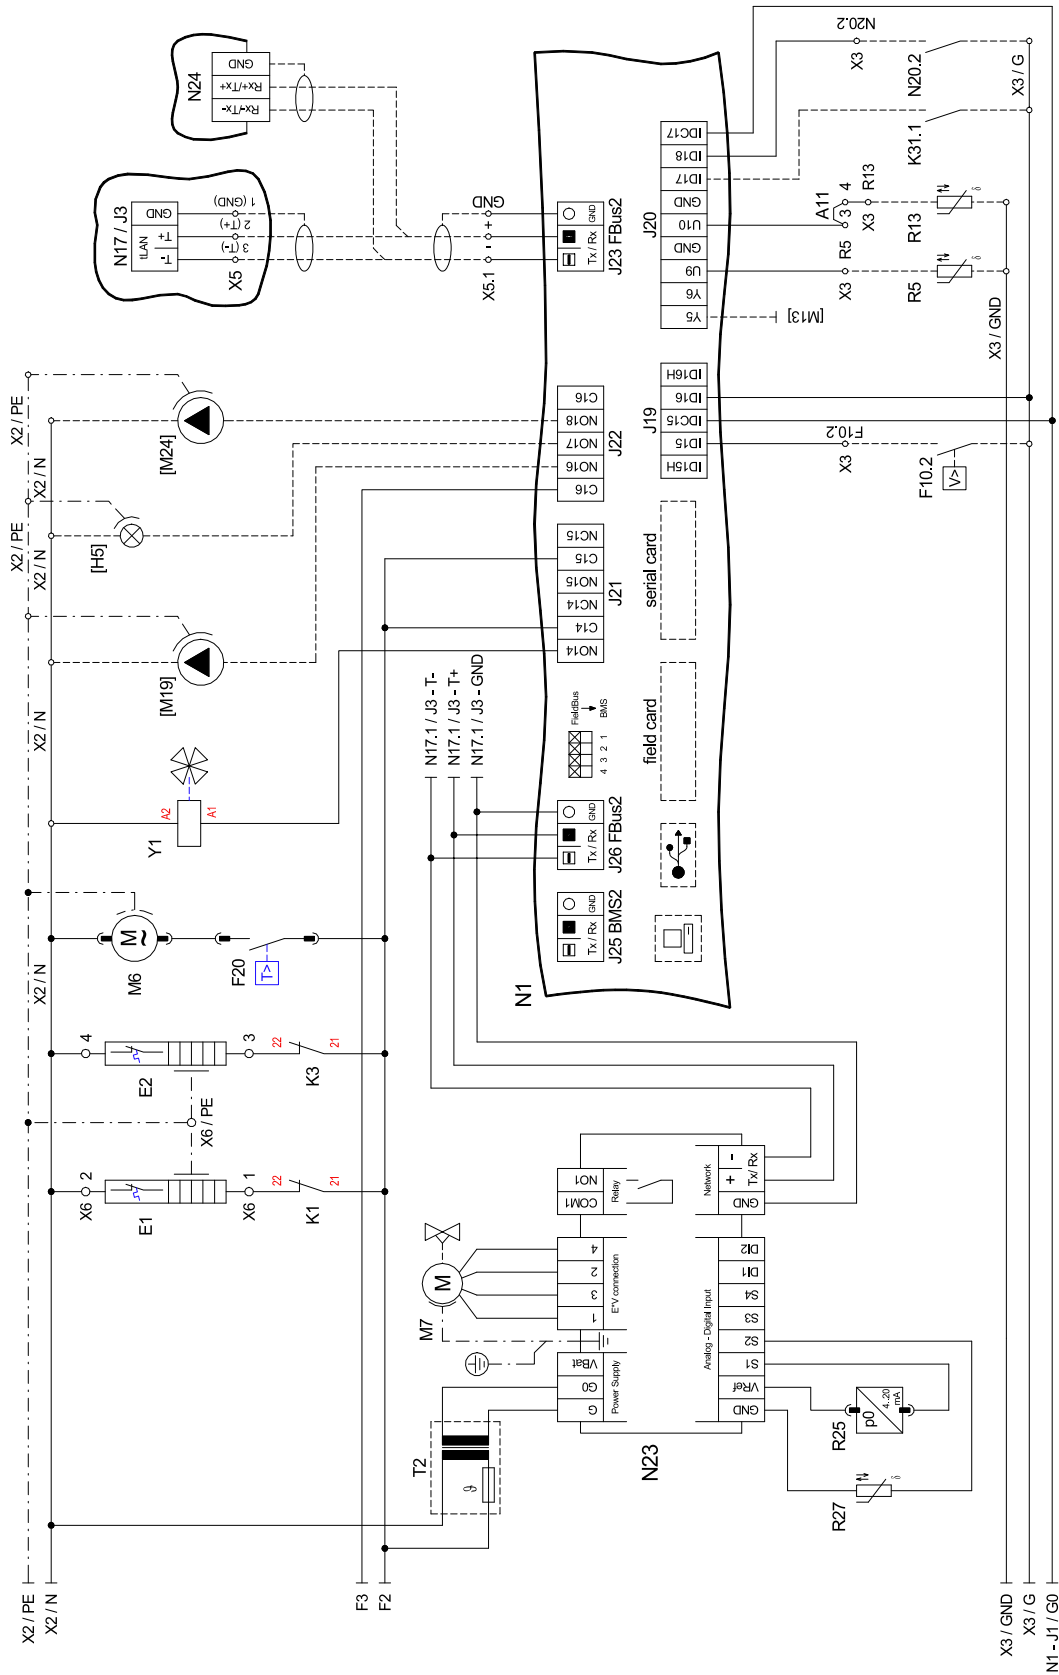 X2 / PE
X2 / N
F3
F2
X3 / GND
X3 / G
N1 - J1 / G0
T2
ϑ
X6
2
E1
X6
1
22
21
K1
X6 / PE
4
E2
3
22
21
K3
X2 / N
M
~
M6
F20
T>
Y1
A2
A1
X2 / N
[M19]
X2 / PE
X2 / N
[H5]
X2 / PE
X2 / N
[M24]
N17 / J3
tLAN
T-
T+
GND
3 (T-)
2 (T+)
1 (GND)
X5
N24
Rx-/Tx-
Rx+/Tx+
GND
X5.1
-
+
GND
M7
M
N23
G
G0
VBat
Power Supply
1
3
2
4
E*V connection
COM1
NO1
Relay
Network
GND
+
-
Tx/ Rx
Analog - Digital Input
GND
VRef
S1
S2
S3
S4
DI1
DI2
R27
δ
R25
p0
4..20
mA
N17.1 / J3 - T-
N17.1 / J3 - T+
N17.1 / J3 - GND
N1
Tx / Rx
GND
J25 BMS2
Tx / Rx
GND
J26 FBus2
4 3 2 1
FieldBus
BMS
NO14
C14
NC14
NO15
C15
NC15
J21
C16
NO16
NO17
NO18
C16
J22
Tx / Rx
GND
J23 FBus2
field card
serial card
ID15H
ID15
IDC15
ID16
ID16H
J19
Y5
Y6
U9
GND
U10
GND
ID17
ID18
IDC17
J20
F10.2
X3
F10.2
V>
[M13]
X3
R5
R5
δ
X3 / GND
A11
3
4
X3
R13
R13
δ
K31.1
X3
N20.2
N20.2
X3 / G